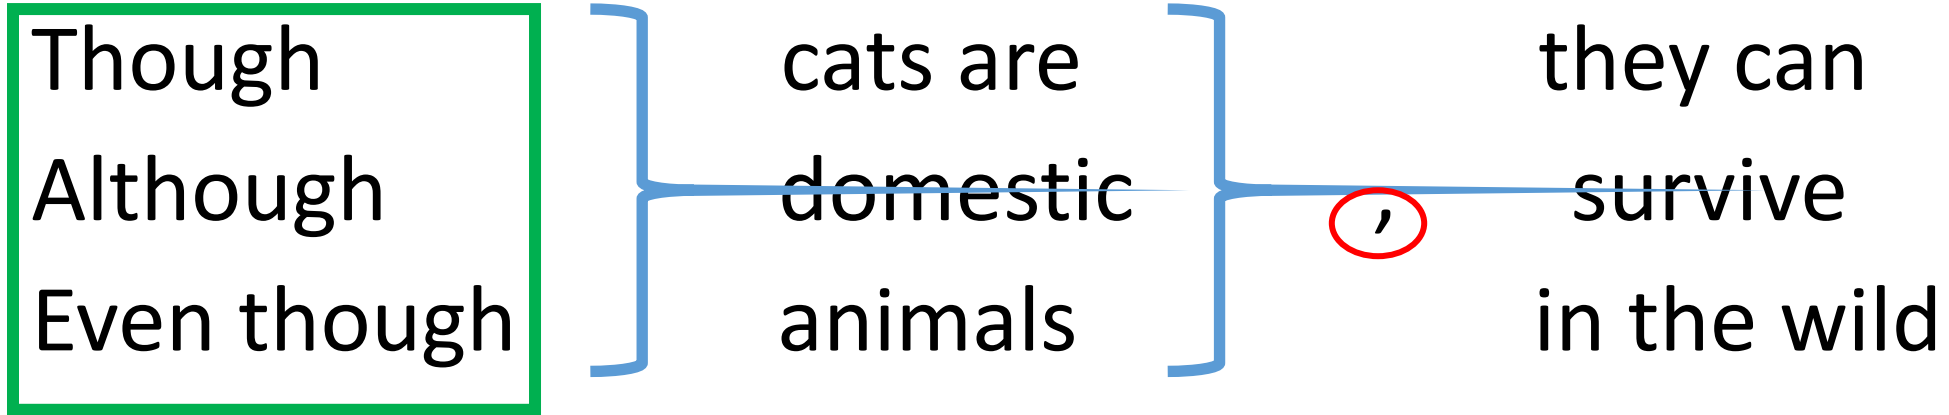 Though cats are they can
Although domestic , survive
Even though animals in the wild